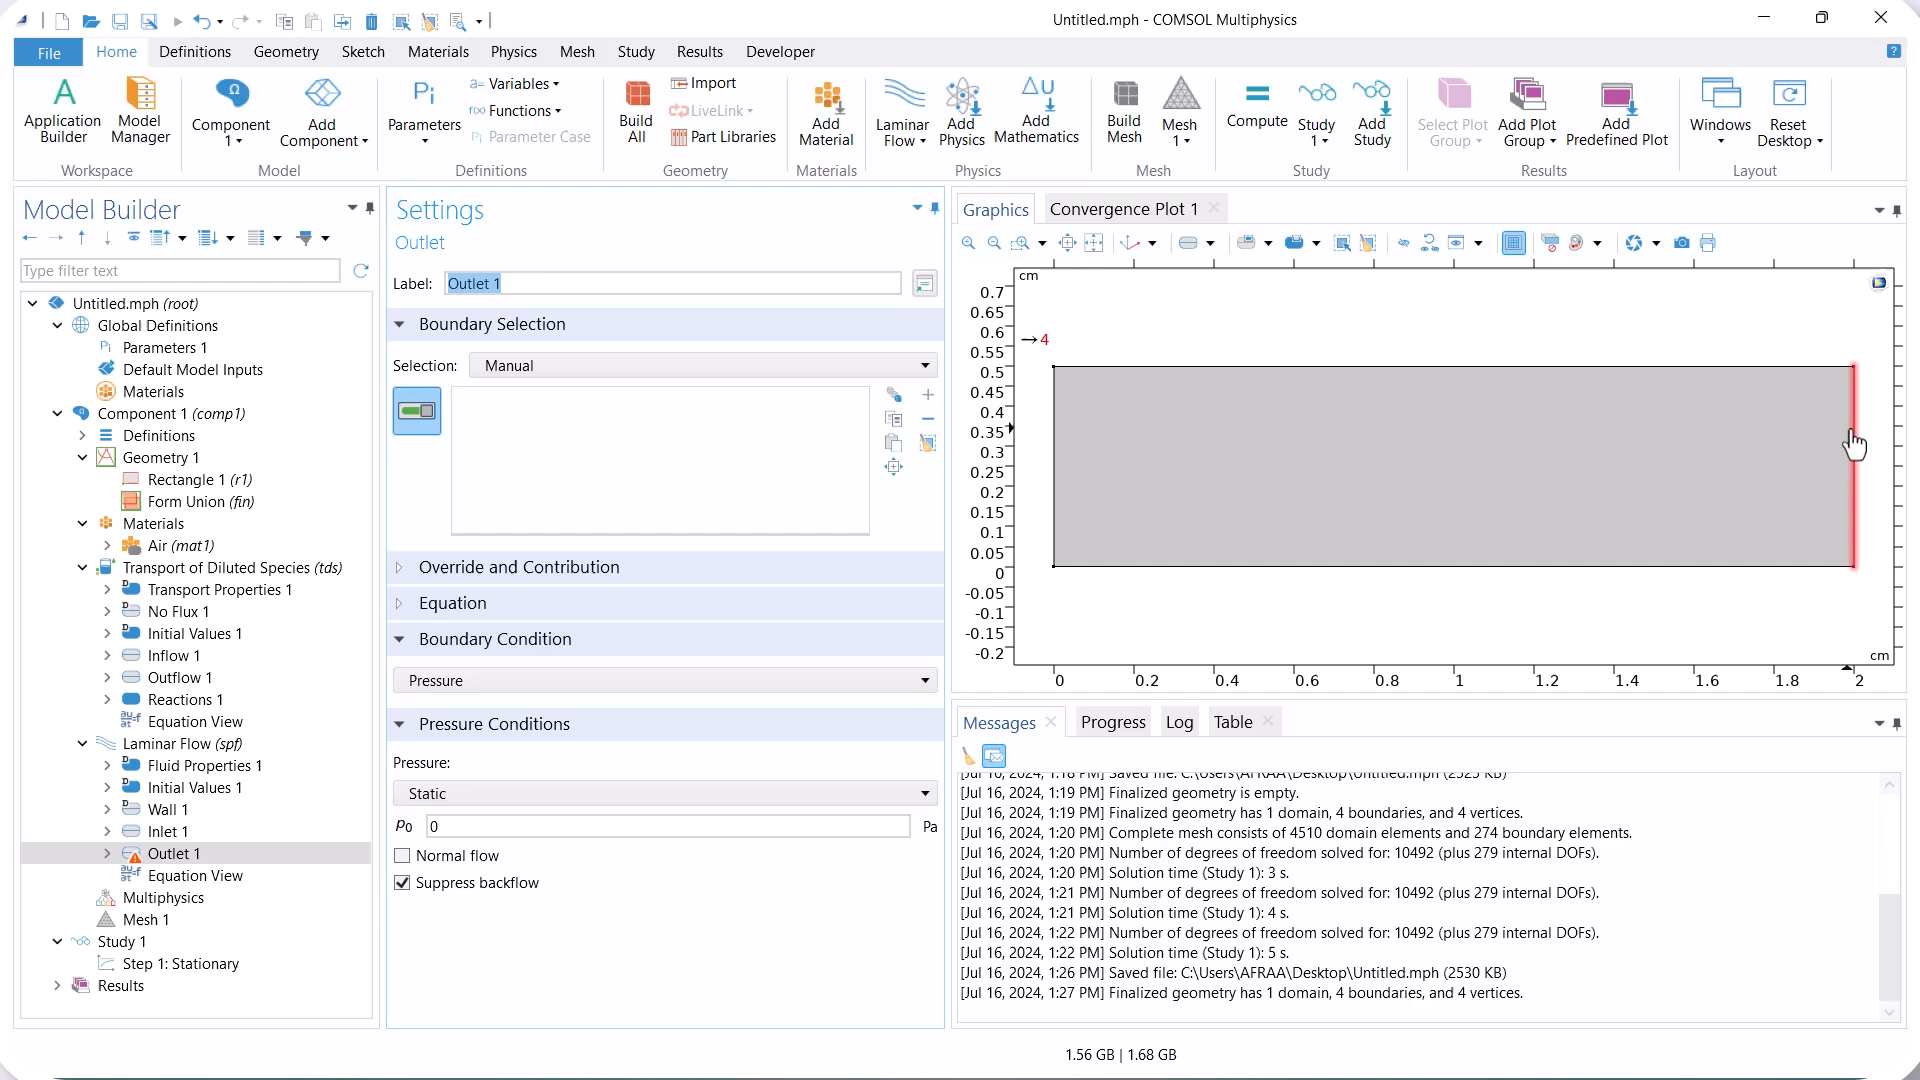 Untitled.mph - COMSOL Multiphysics
File Home Definitions Geometry Sketch Materials Physics Mesh Study Results Developer
Application Builder
Model Manager
Workspace
Component 1
Add Component
Model
Pi
Parameters
a= Variables
f(x) Functions
Pi Parameter Case
Definitions
Build All
Import
LiveLink
Part Libraries
Geometry
Add Material
Materials
Laminar Flow
Add Physics
ΔU
Add Mathematics
Physics
Build Mesh
Mesh 1
Mesh
Compute
Study 1
Add Study
Study
Select Plot Group
Add Plot Group
Add Predefined Plot
Results
Windows
Reset Desktop
Layout
Model Builder
Type filter text
Untitled.mph (root)
Global Definitions
Pi Parameters 1
Default Model Inputs
Materials
Component 1 (comp1)
Definitions
Geometry 1
Rectangle 1 (r1)
Form Union (fin)
Materials
Air (mat1)
Transport of Diluted Species (tds)
Transport Properties 1
No Flux 1
Initial Values 1
Inflow 1
Outflow 1
Reactions 1
Equation View
Laminar Flow (spf)
Fluid Properties 1
Initial Values 1
Wall 1
Inlet 1
Outlet 1
Equation View
Multiphysics
Mesh 1
Study 1
Step 1: Stationary
Results
Settings
Outlet
Label: Outlet 1
Boundary Selection
Selection: Manual
Override and Contribution
Equation
Boundary Condition
Pressure
Pressure Conditions
Pressure:
Static
p0 0 Pa
Normal flow
Suppress backflow
Graphics Convergence Plot 1
cm
0.7
0.65
0.6
→4
0.55
0.5
0.45
0.4
0.35
0.3
0.25
0.2
0.15
0.1
0.05
0
-0.05
-0.1
-0.15
-0.2
cm
0 0.2 0.4 0.6 0.8 1 1.2 1.4 1.6 1.8 2
Messages Progress Log Table
[Jul 16, 2024, 1:18 PM] Saved file: C:\Users\AFRAA\Desktop\Untitled.mph (2525 KB)
[Jul 16, 2024, 1:19 PM] Finalized geometry is empty.
[Jul 16, 2024, 1:19 PM] Finalized geometry has 1 domain, 4 boundaries, and 4 vertices.
[Jul 16, 2024, 1:20 PM] Complete mesh consists of 4510 domain elements and 274 boundary elements.
[Jul 16, 2024, 1:20 PM] Number of degrees of freedom solved for: 10492 (plus 279 internal DOFs).
[Jul 16, 2024, 1:20 PM] Solution time (Study 1): 3 s.
[Jul 16, 2024, 1:21 PM] Number of degrees of freedom solved for: 10492 (plus 279 internal DOFs).
[Jul 16, 2024, 1:21 PM] Solution time (Study 1): 4 s.
[Jul 16, 2024, 1:22 PM] Number of degrees of freedom solved for: 10492 (plus 279 internal DOFs).
[Jul 16, 2024, 1:22 PM] Solution time (Study 1): 5 s.
[Jul 16, 2024, 1:26 PM] Saved file: C:\Users\AFRAA\Desktop\Untitled.mph (2530 KB)
[Jul 16, 2024, 1:27 PM] Finalized geometry has 1 domain, 4 boundaries, and 4 vertices.
1.56 GB | 1.68 GB